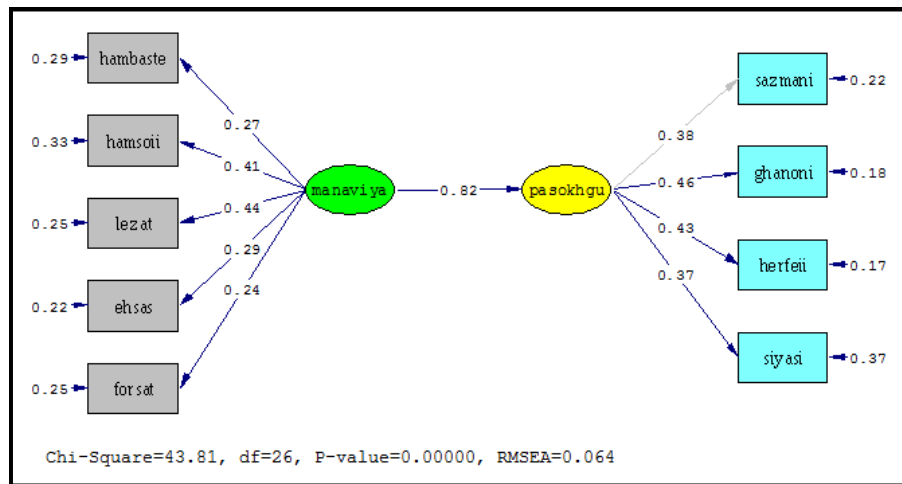 0.29
hambaste
0.27
0.33
hamsoii
0.41
0.25
lezat
0.44
0.22
ehsas
0.29
0.25
forsat
0.24
manaviya
0.82
pasokhgu
0.38
sazmani
0.22
0.46
ghanoni
0.18
0.43
herfeii
0.17
0.37
siyasi
0.37
Chi-Square=43.81, df=26, P-value=0.00000, RMSEA=0.064